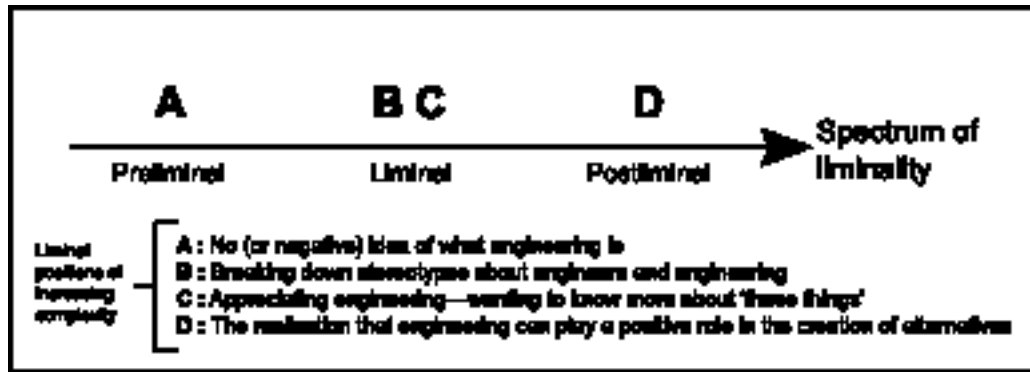 A B C D
Spectrum of
liminality
Preliminal Liminal Postliminal
Liminal
positions of
increasing
complexity
A : No (or negative) idea of what engineering is
B : Breaking down stereotypes about engineers and engineering
C : Appreciating engineering—wanting to know more about 'these things'
D : The realisation that engineering can play a positive role in the creation of alternatives